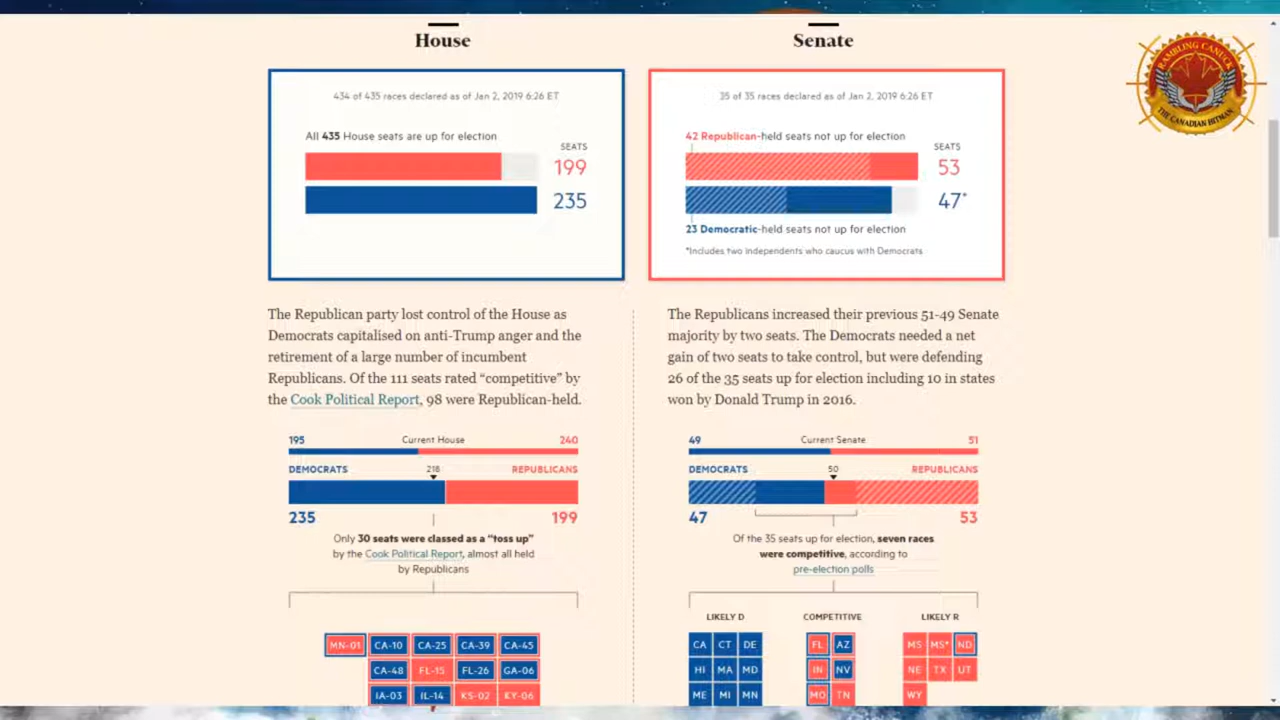 House
434 of 435 races declared as of Jan 2, 2019 6:26 ET
All 435 House seats are up for election
SEATS
199
235
The Republican party lost control of the House as
Democrats capitalised on anti-Trump anger and the
retirement of a large number of incumbent
Republicans. Of the 111 seats rated “competitive” by
the Cook Political Report, 98 were Republican-held.
195 Current House 240
DEMOCRATS 218 REPUBLICANS
235 199
Only 30 seats were classed as a “toss up”
by the Cook Political Report, almost all held
by Republicans
MN-01 CA-10 CA-25 CA-39 CA-45
CA-48 FL-15 FL-26 GA-06
IA-03 IL-14 KS-02 KY-06
Senate
35 of 35 races declared as of Jan 2, 2019 6:26 ET
42 Republican-held seats not up for election
SEATS
53
47*
23 Democratic-held seats not up for election
*Includes two independents who caucus with Democrats
The Republicans increased their previous 51-49 Senate
majority by two seats. The Democrats needed a net
gain of two seats to take control, but were defending
26 of the 35 seats up for election including 10 in states
won by Donald Trump in 2016.
49 Current Senate 51
DEMOCRATS 50 REPUBLICANS
47 53
Of the 35 seats up for election, seven races
were competitive, according to
pre-election polls
LIKELY D COMPETITIVE LIKELY R
CA CT DE FL AZ MS MS* ND
HI MA MD IN NV NE TX UT
ME MI MN MO TN WY
RAMBLING CANUCK
THE CANADIAN HITMAN